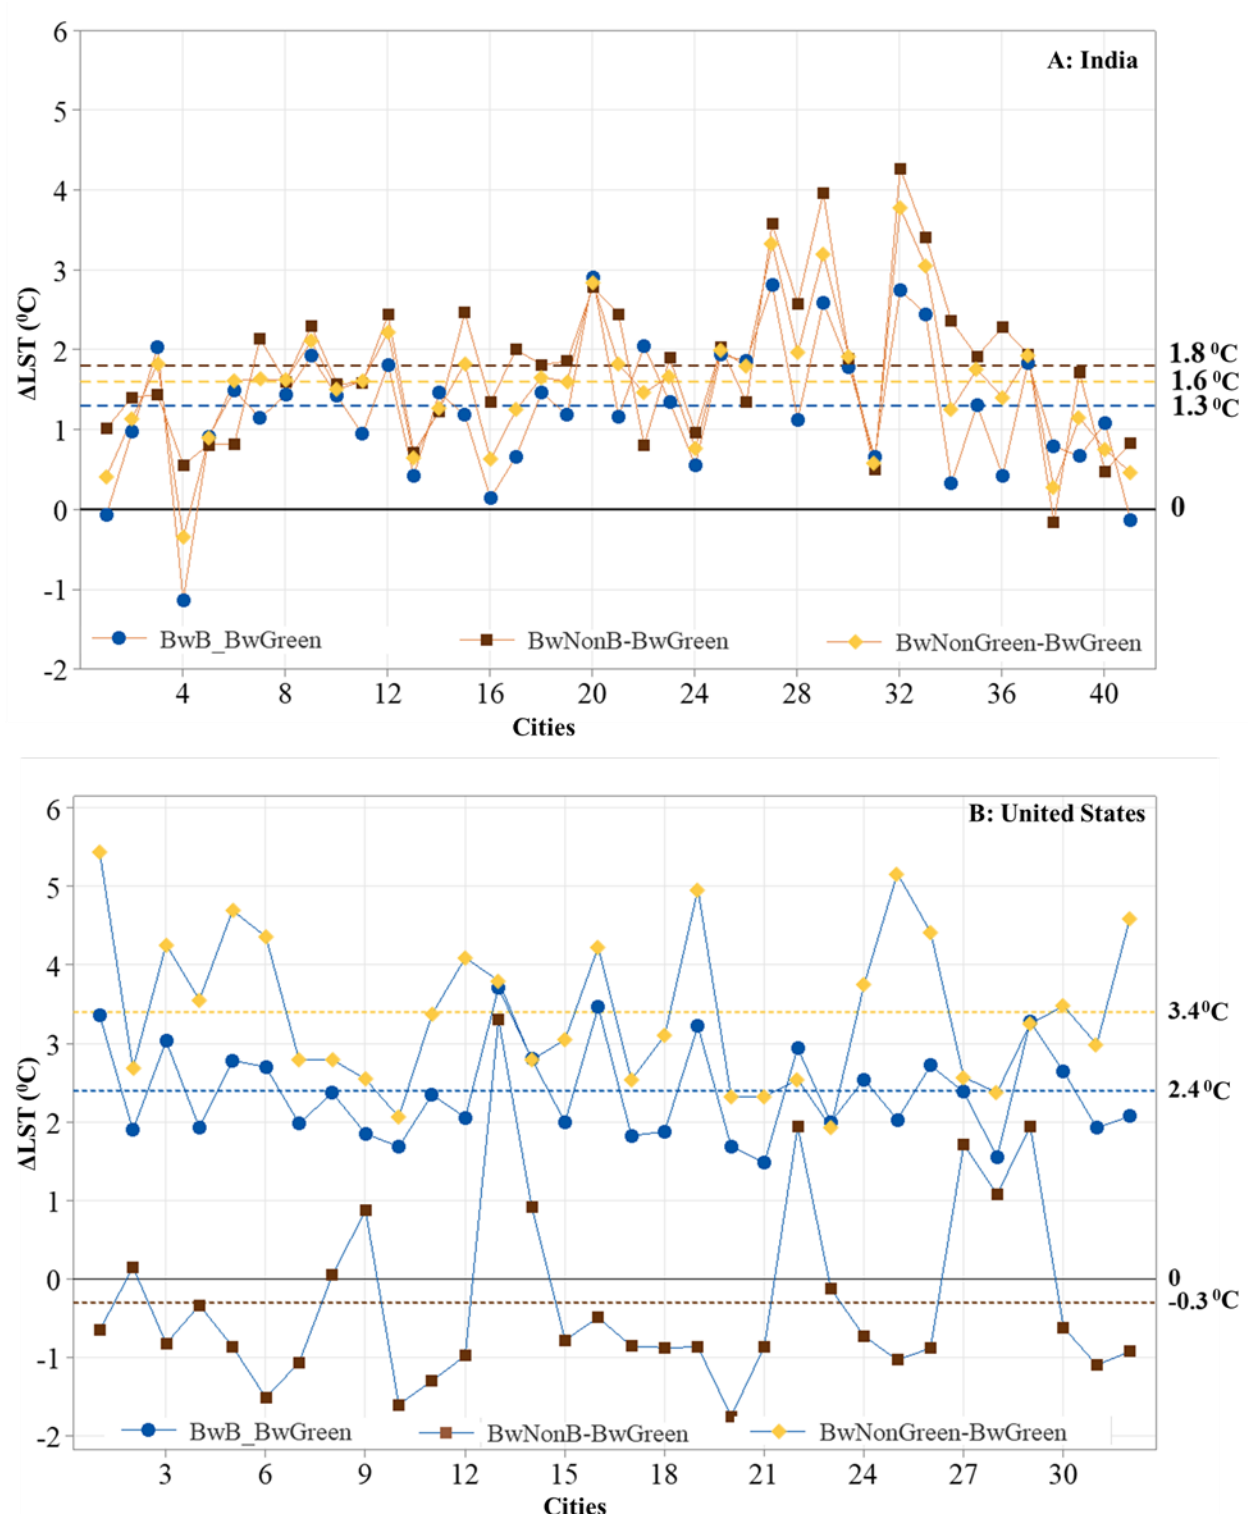 6
A: India
5
4
3
2
1.8 ⁰C
1.6 ⁰C
1.3 ⁰C
1
0
0
-1
-2
ΔLST (⁰C)
BwB_BwGreen
BwNonB-BwGreen
BwNonGreen-BwGreen
4 8 12 16 20 24 28 32 36 40
Cities
6
B: United States
5
4
3.4⁰C
3
2.4 ⁰C
2
1
0
0
-0.3 ⁰C
-1
-2
ΔLST (⁰C)
BwB_BwGreen
BwNonB-BwGreen
BwNonGreen-BwGreen
3 6 9 12 15 18 21 24 27 30
Cities